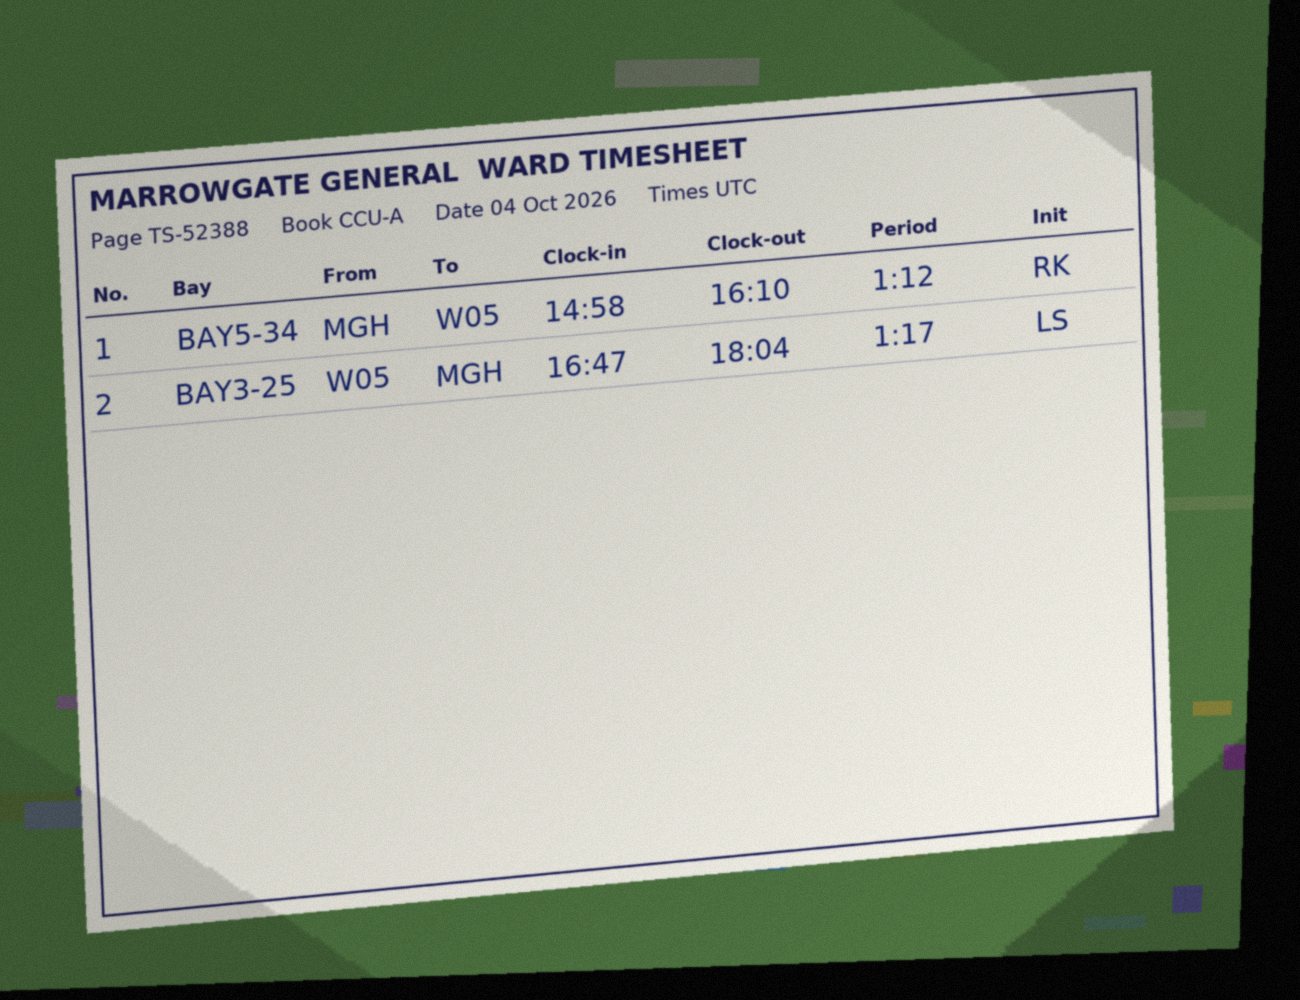 MARROWGATE GENERAL WARD TIMESHEET
Page TS-52388 Book CCU-A Date 04 Oct 2026 Times UTC
No. Bay From To Clock-in Clock-out Period Init
1 BAY5-34 MGH W05 14:58 16:10 1:12 RK
2 BAY3-25 W05 MGH 16:47 18:04 1:17 LS